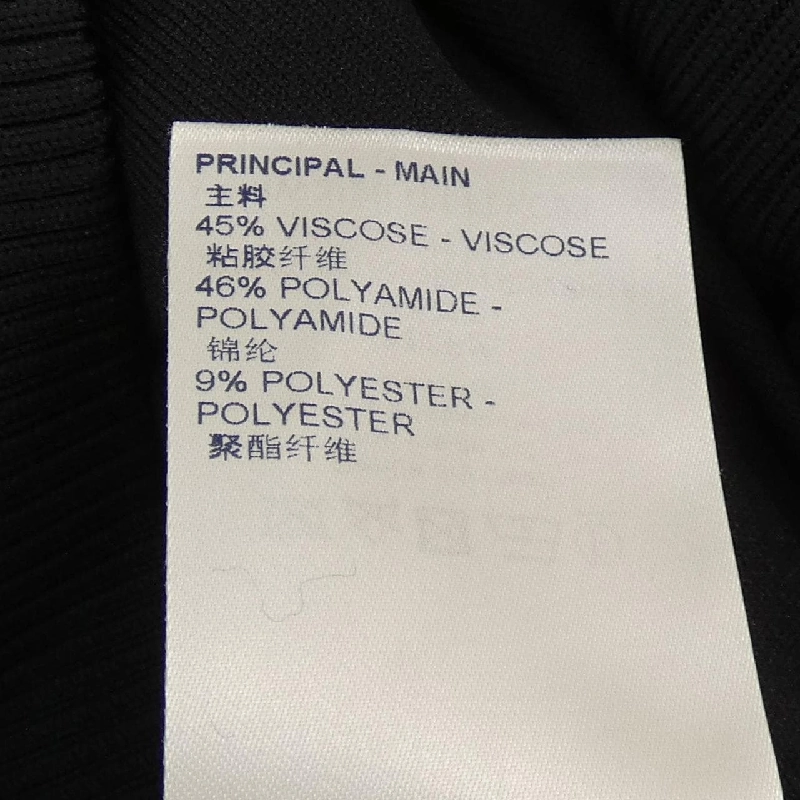 PRINCIPAL - MAIN
主料
45% VISCOSE - VISCOSE
粘胶纤维
46% POLYAMIDE -
POLYAMIDE
锦纶
9% POLYESTER -
POLYESTER
聚酯纤维